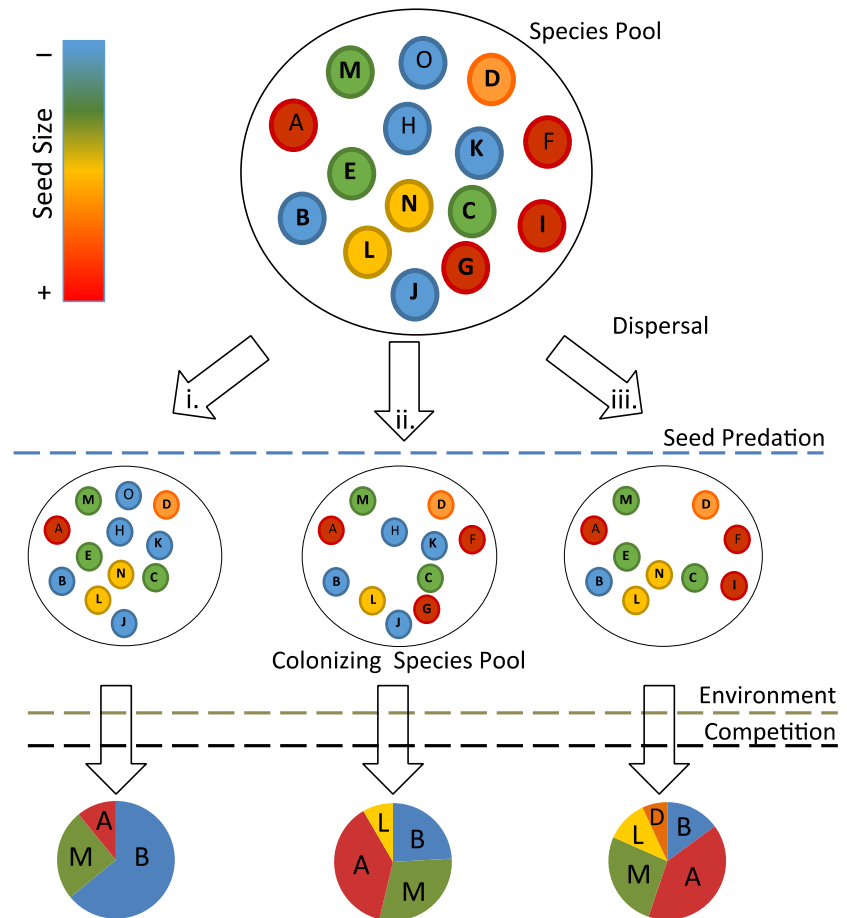 Species Pool
−
Seed Size
+
M
O
D
A
H
K
F
E
N
C
B
I
L
G
J
Dispersal
i.
ii.
iii.
Seed Predation
M
O
D
A
H
K
E
N
C
B
L
J
M
D
A
H
K
F
B
C
L
G
J
M
D
A
F
E
N
C
B
I
L
Colonizing Species Pool
Environment
Competition
A
M
B
L
B
A
M
D
B
L
M
A